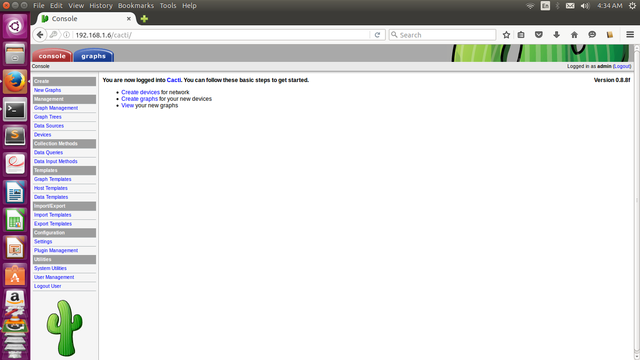 Firefox File Edit View History Bookmarks Tools Help
En
4:34 AM
Console
192.168.1.6/cacti/
Search
console
graphs
Console
Logged in as admin (Logout)
Create
New Graphs
Management
Graph Management
Graph Trees
Data Sources
Devices
Collection Methods
Data Queries
Data Input Methods
Templates
Graph Templates
Host Templates
Data Templates
Import/Export
Import Templates
Export Templates
Configuration
Settings
Plugin Management
Utilities
System Utilities
User Management
Logout User
You are now logged into Cacti. You can follow these basic steps to get started.
Version 0.8.8f
Create devices for network
Create graphs for your new devices
View your new graphs